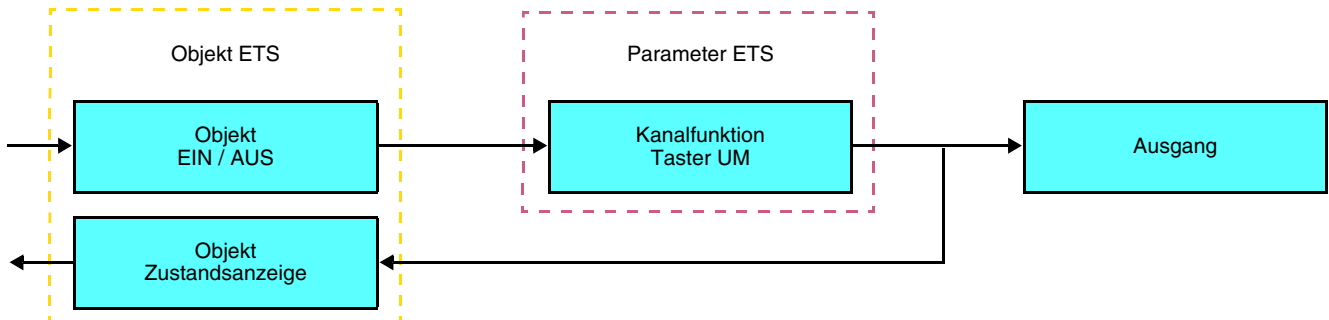 Objekt ETS
Parameter ETS
Objekt
EIN / AUS
Kanalfunktion
Taster UM
Ausgang
Objekt
Zustandsanzeige